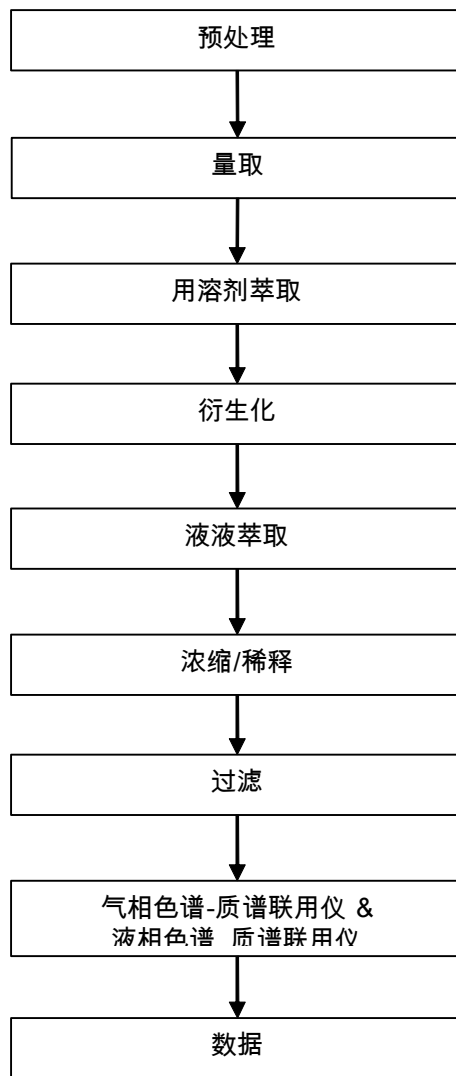 预处理
量取
用溶剂萃取
衍生化
液液萃取
浓缩/稀释
过滤
气相色谱-质谱联用仪 &
液相色谱 质谱联用仪
数据